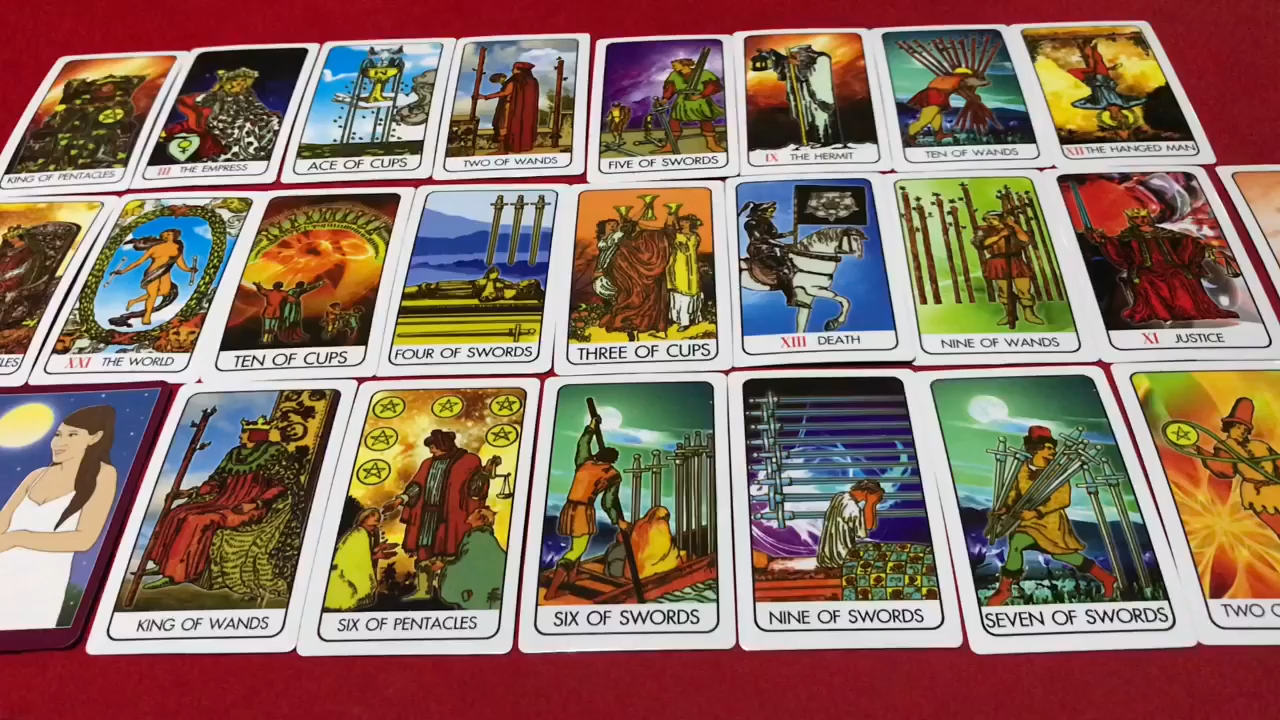 KING OF PENTACLES
III THE EMPRESS
ACE OF CUPS
TWO OF WANDS
FIVE OF SWORDS
IX THE HERMIT
TEN OF WANDS
XII THE HANGED MAN
LES
XXI THE WORLD
TEN OF CUPS
FOUR OF SWORDS
THREE OF CUPS
XIII DEATH
NINE OF WANDS
XI JUSTICE
KING OF WANDS
SIX OF PENTACLES
SIX OF SWORDS
NINE OF SWORDS
SEVEN OF SWORDS
TWO O